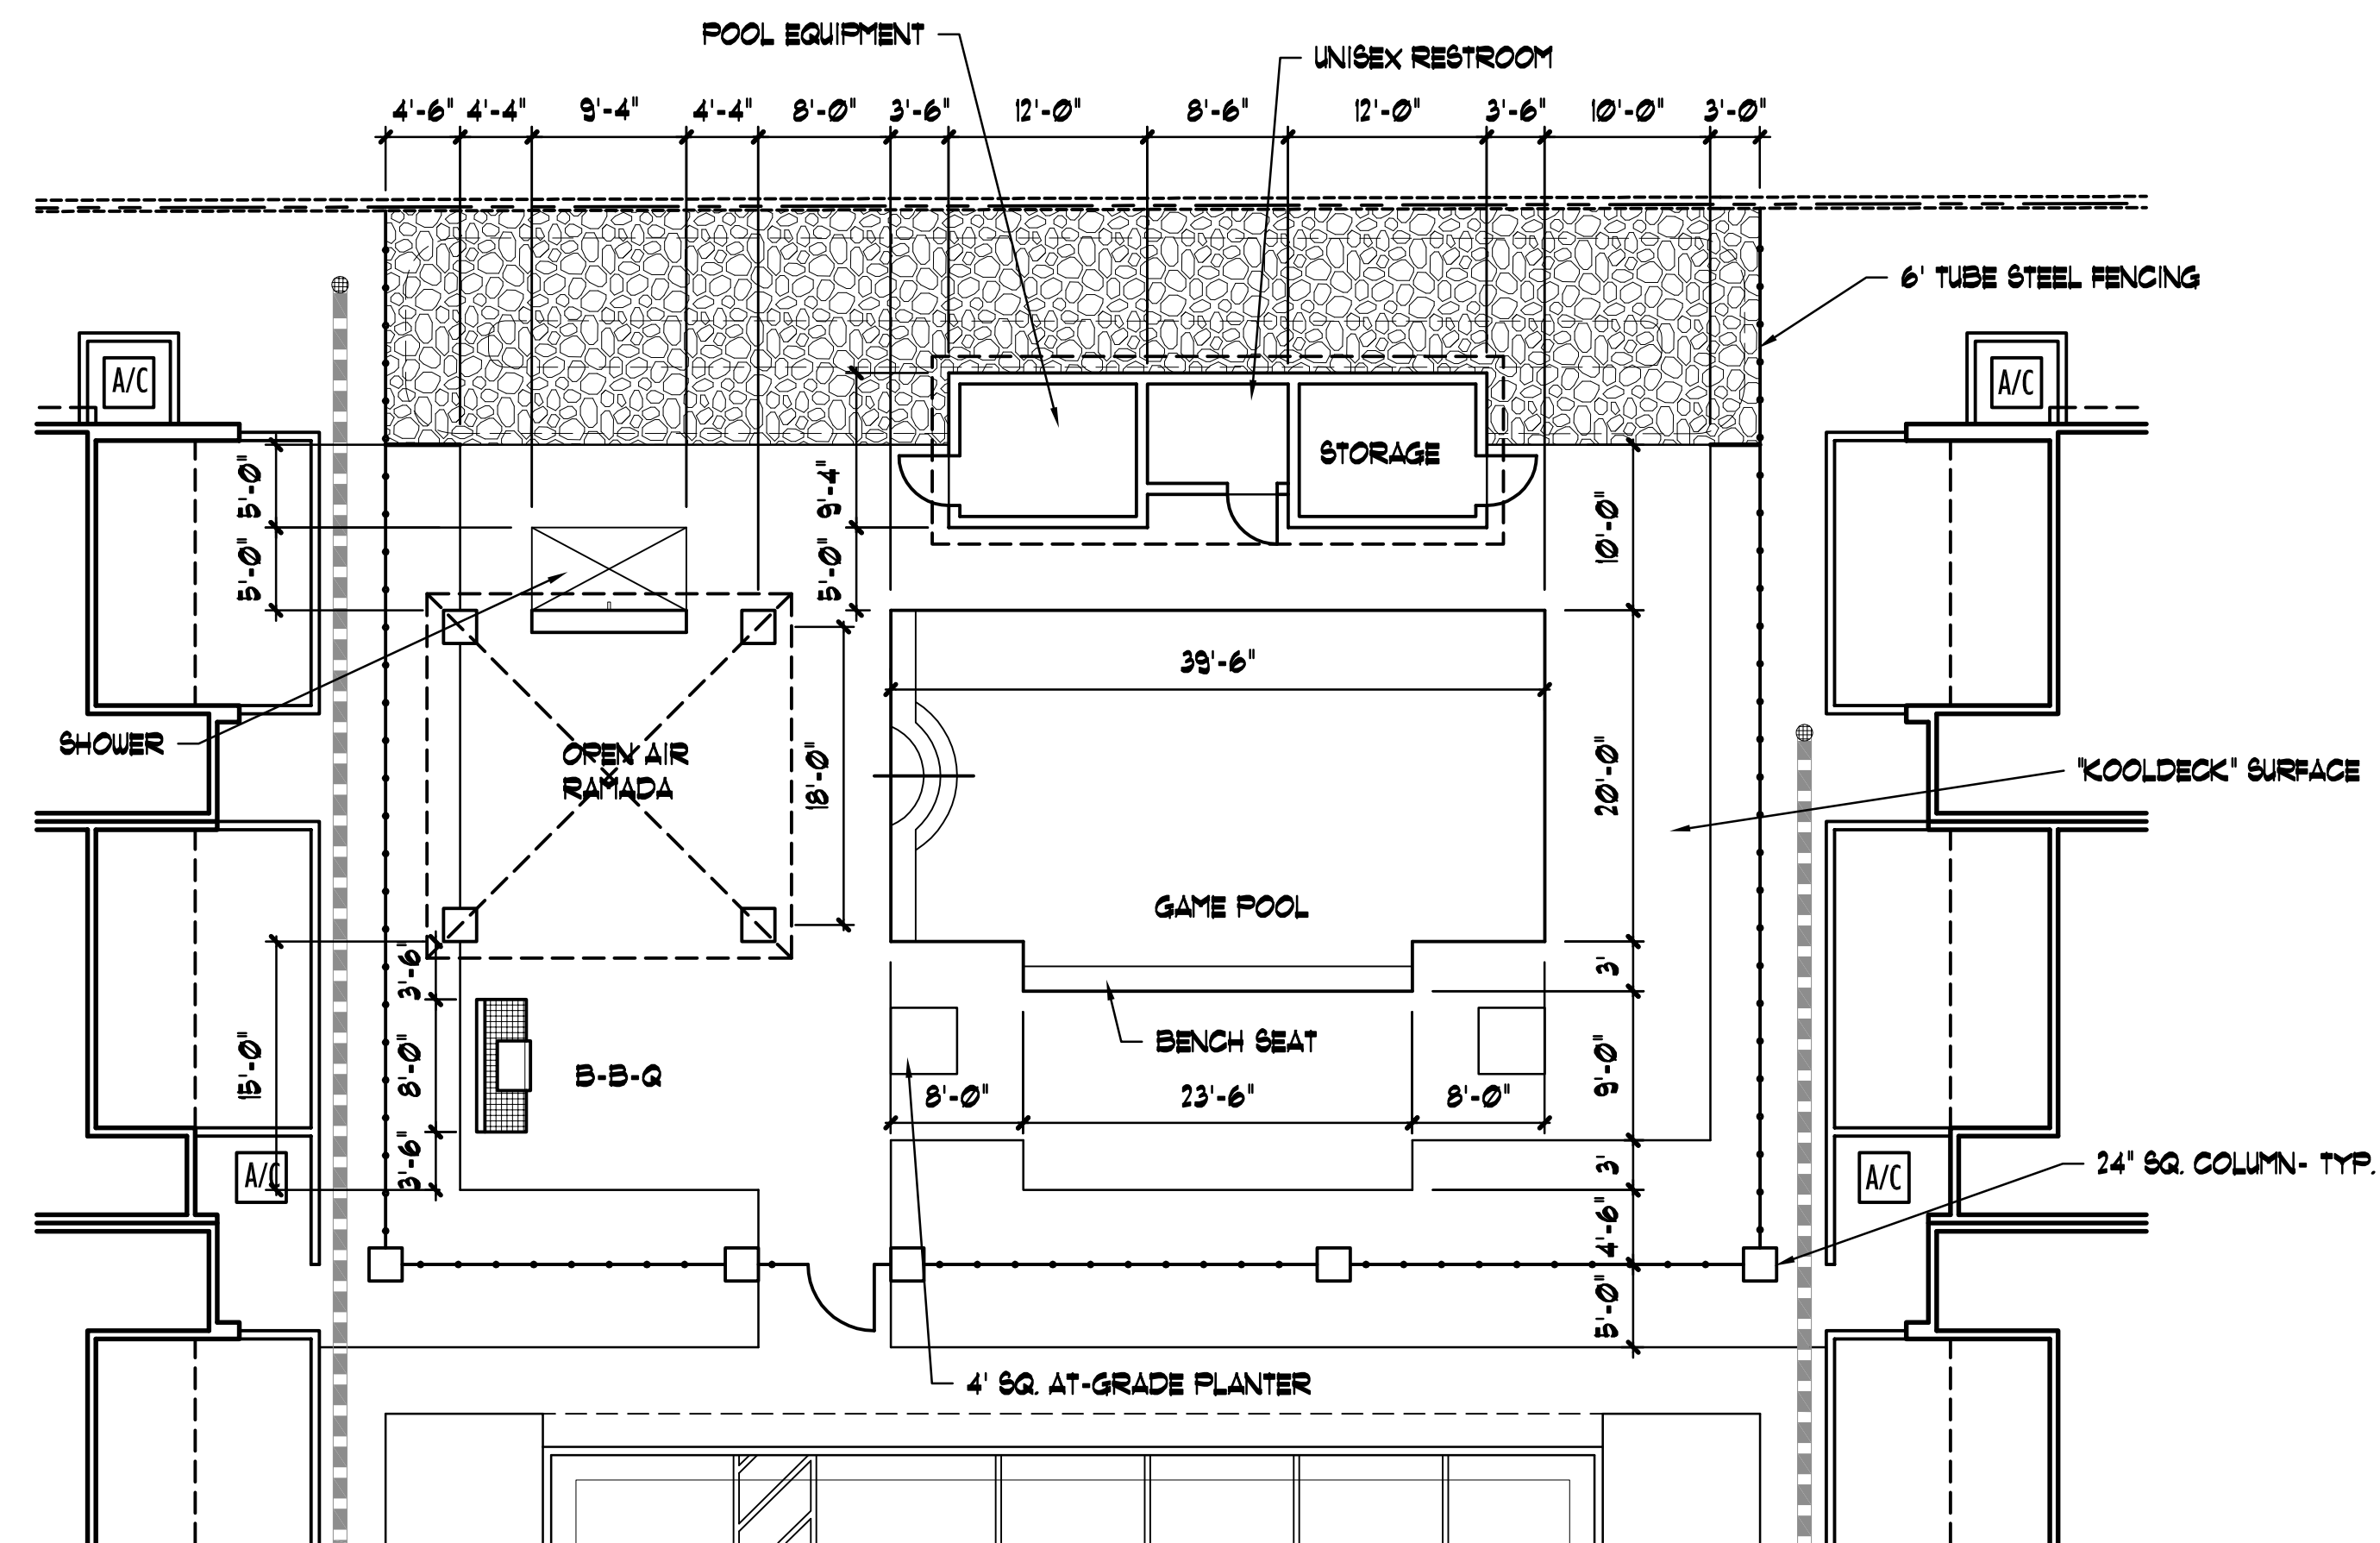 POOL EQUIPMENT
UNISEX RESTROOM
4'-6" 4'-4" 9'-4" 4'-4" 8'-0" 3'-6" 12'-0" 8'-6" 12'-0" 3'-6" 10'-0" 3'-0"
6' TUBE STEEL FENCING
A/C
A/C
STORAGE
5'-0"
9'-4"
10'-0"
5'-0"
5'-0"
39'-6"
SHOWER
OPEN AIR
RAMADA
18'-0"
20'-0"
"KOOLDECK" SURFACE
GAME POOL
3'-6"
3'
BENCH SEAT
15'-0"
8'-0"
B-B-Q
9'-0"
8'-0" 23'-6" 8'-0"
A/C
3'-6"
3'
A/C
24" SQ. COLUMN- TYP.
4'-6"
5'-0"
4' SQ. AT-GRADE PLANTER